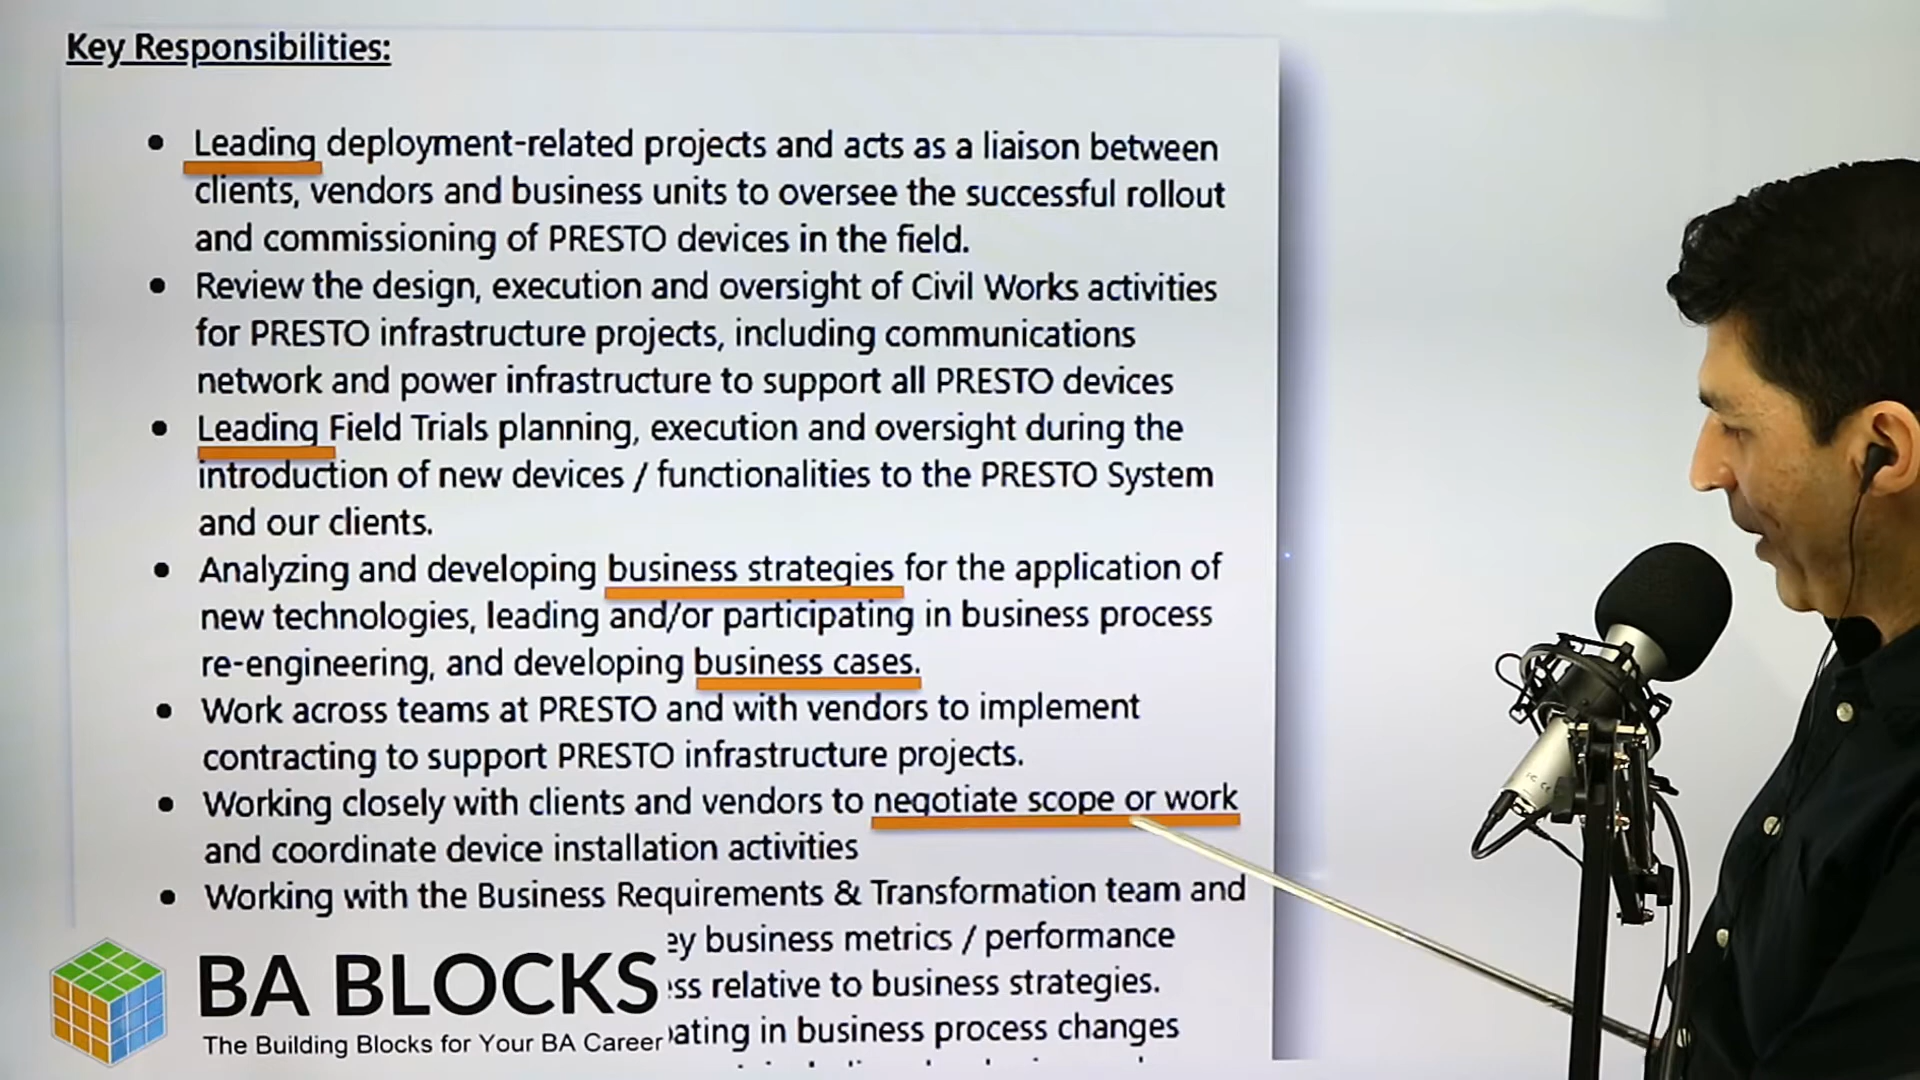 Key Responsibilities:
• Leading deployment-related projects and acts as a liaison between
clients, vendors and business units to oversee the successful rollout
and commissioning of PRESTO devices in the field.
• Review the design, execution and oversight of Civil Works activities
for PRESTO infrastructure projects, including communications
network and power infrastructure to support all PRESTO devices
• Leading Field Trials planning, execution and oversight during the
introduction of new devices / functionalities to the PRESTO System
and our clients.
• Analyzing and developing business strategies for the application of
new technologies, leading and/or participating in business process
re-engineering, and developing business cases.
• Work across teams at PRESTO and with vendors to implement
contracting to support PRESTO infrastructure projects.
• Working closely with clients and vendors to negotiate scope or work
and coordinate device installation activities
• Working with the Business Requirements & Transformation team and
business metrics / performance
relative to business strategies.
in business process changes
BA BLOCKS
The Building Blocks for Your BA Career